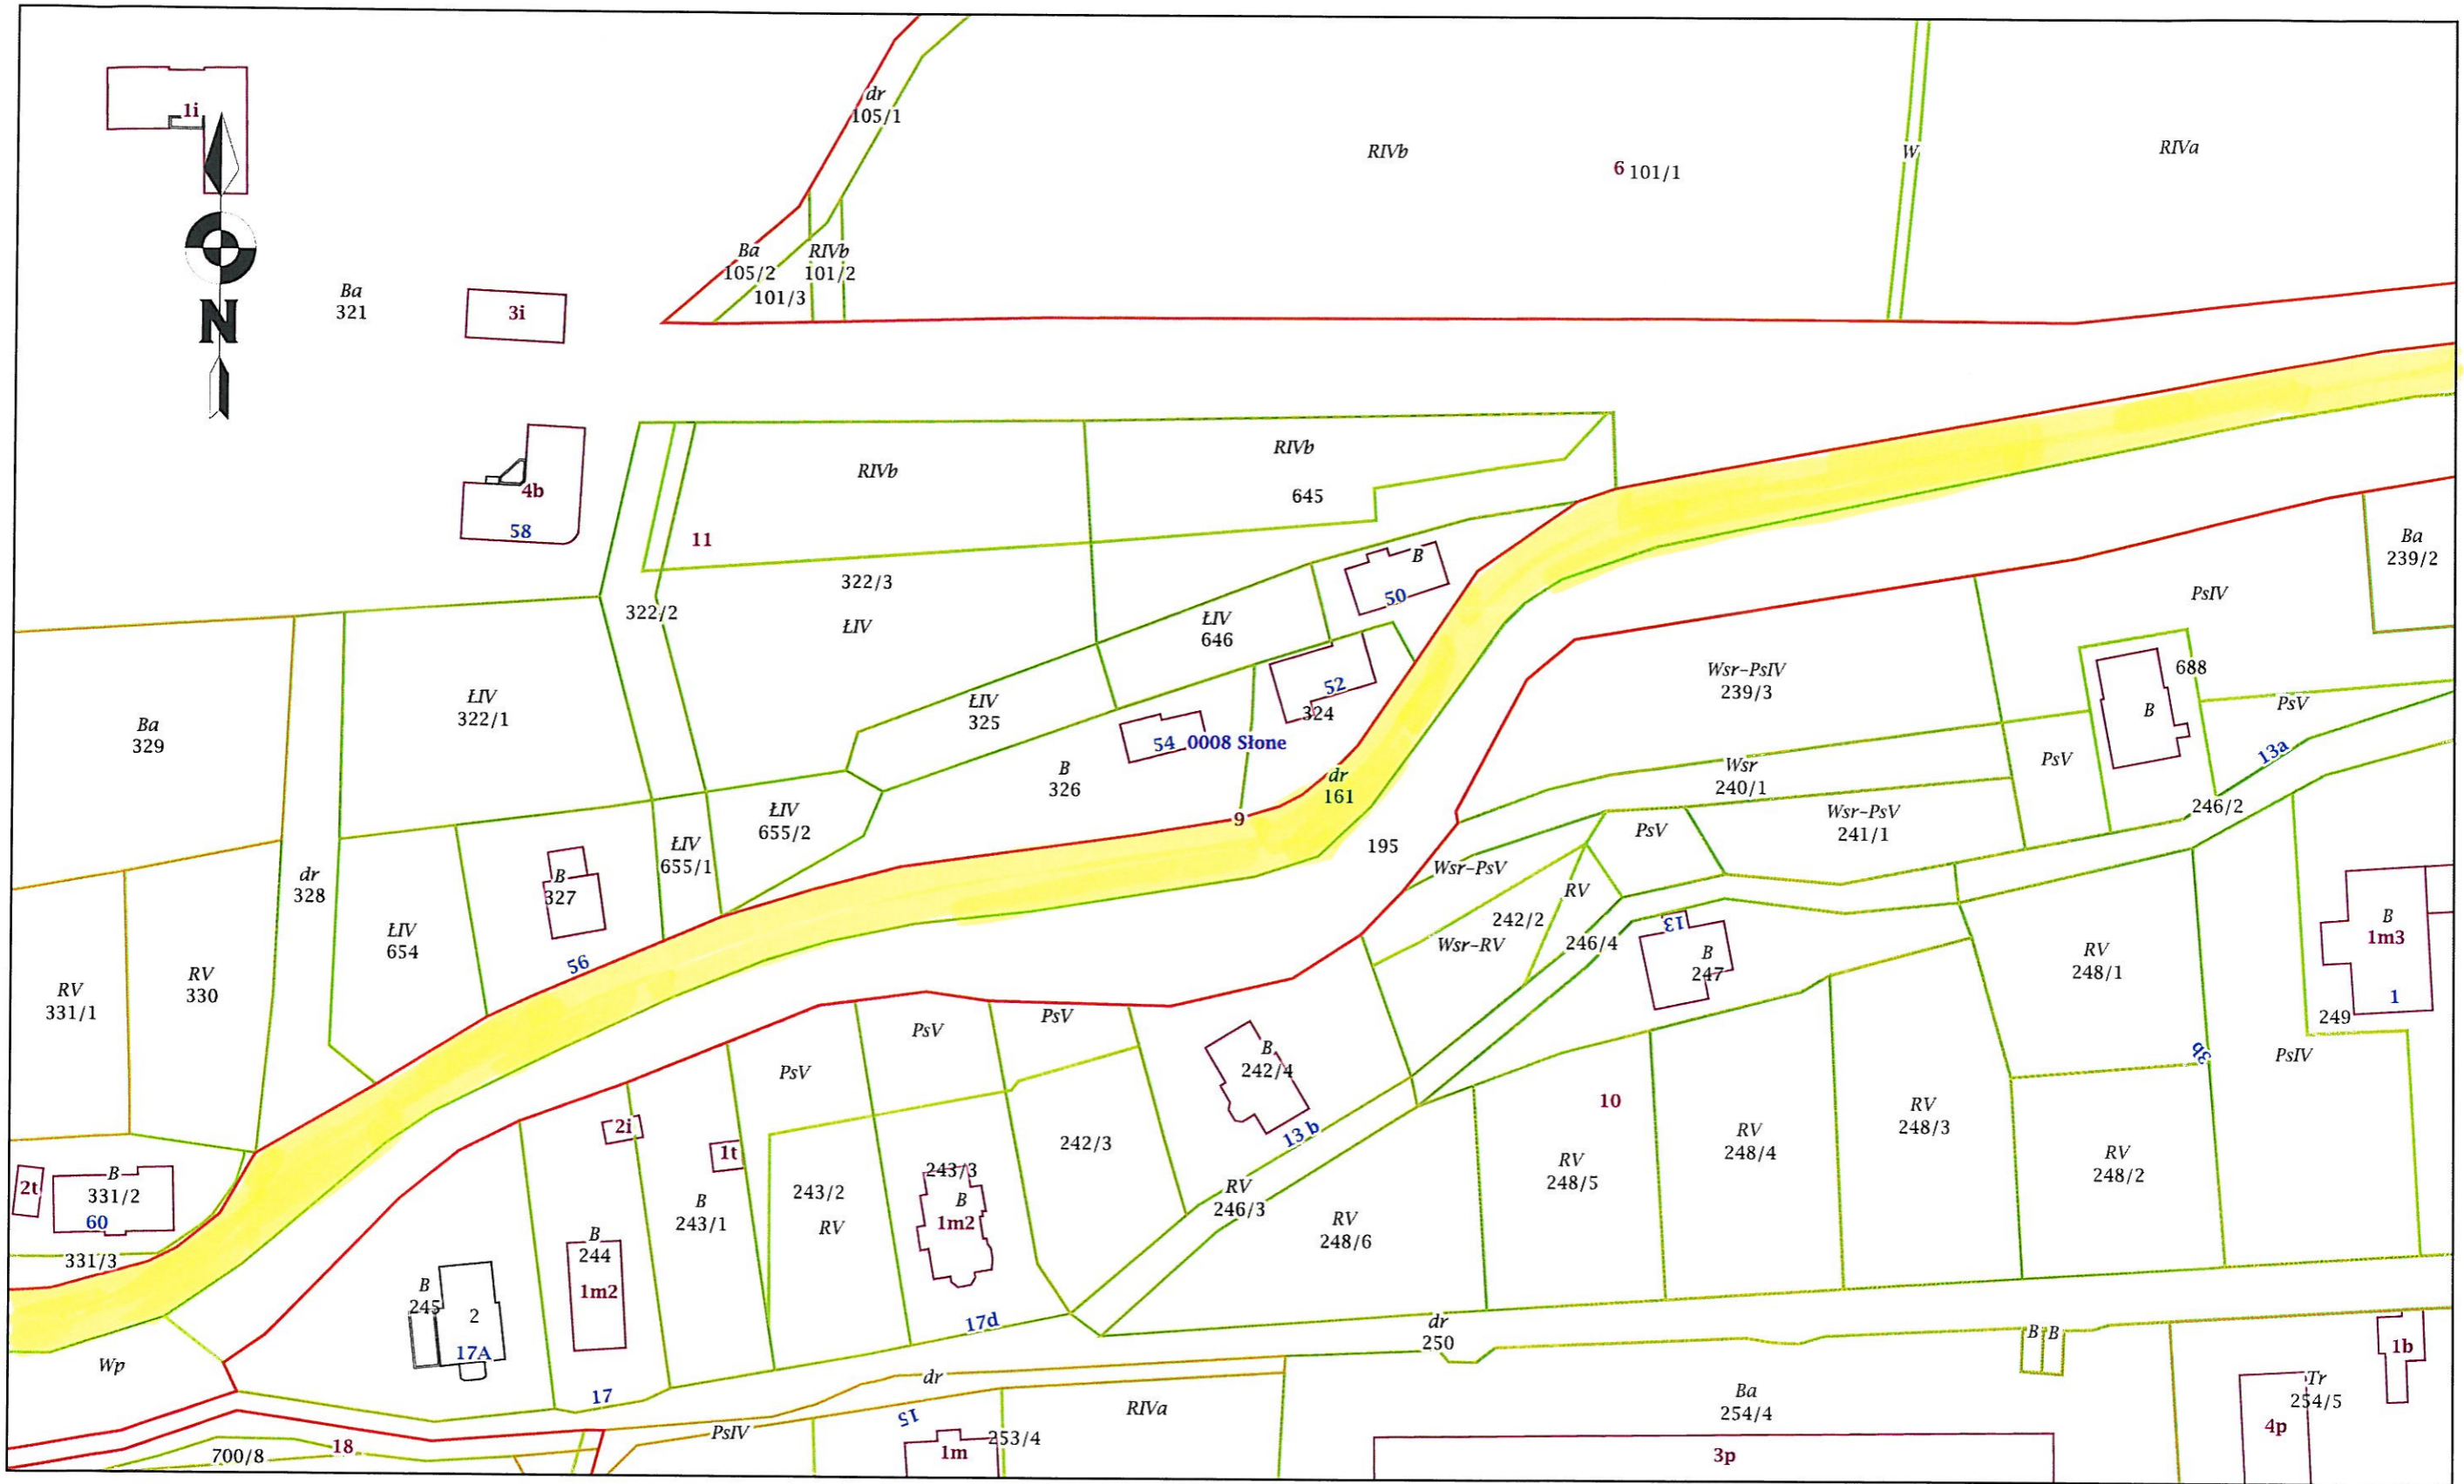 1i
dr
105/1
RIVb
6 101/1
W
RIVa
Ba
105/2
RIVb
101/2
101/3
Ba
321
3i
N
4b
58
RIVb
11
322/3
ŁIV
322/2
RIVb
645
B
50
ŁIV
646
52
324
ŁIV
325
54
0008 Słone
B
326
dr
161
9
195
Ba
239/2
PsIV
688
B
PsV
PsV
13a
246/2
Wsr-PsIV
239/3
Wsr
240/1
Wsr-PsV
241/1
PsV
Wsr-PsV
RV
242/2
Wsr-RV
246/4
13
B
247
Ba
329
ŁIV
322/1
ŁIV
655/2
ŁIV
655/1
B
327
56
dr
328
ŁIV
654
RV
330
RV
331/1
B
1m3
1
249
PsIV
3b
RV
248/1
B
242/4
13 b
PsV
PsV
PsV
242/3
10
RV
248/5
RV
248/4
RV
248/3
RV
248/2
RV
248/6
RV
246/3
2i
1t
B
243/1
243/2
RV
243/3
B
1m2
17d
B
244
1m2
B
245
2
17A
17
2t
B
331/2
60
331/3
Wp
dr
250
dr
B B
1b
Tr
254/5
4p
Ba
254/4
3p
RIVa
253/4
15
1m
PsIV
18
700/8